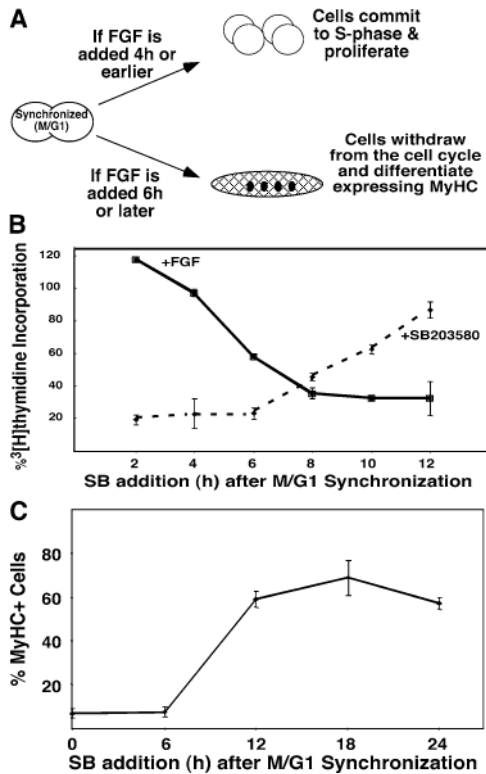 A
If FGF is
added 4h or
earlier
Cells commit
to S-phase &
proliferate
Synchronized
(M/G1)
If FGF is
added 6h
or later
Cells withdraw
from the cell cycle
and differentiate
expressing MyHC
B
%³[H]thymidine Incorporation
120
100
80
60
40
20
+FGF
+SB203580
2 4 6 8 10 12
SB addition (h) after M/G1 Synchronization
C
% MyHC+ Cells
80
60
40
20
0 6 12 18 24
SB addition (h) after M/G1 Synchronization